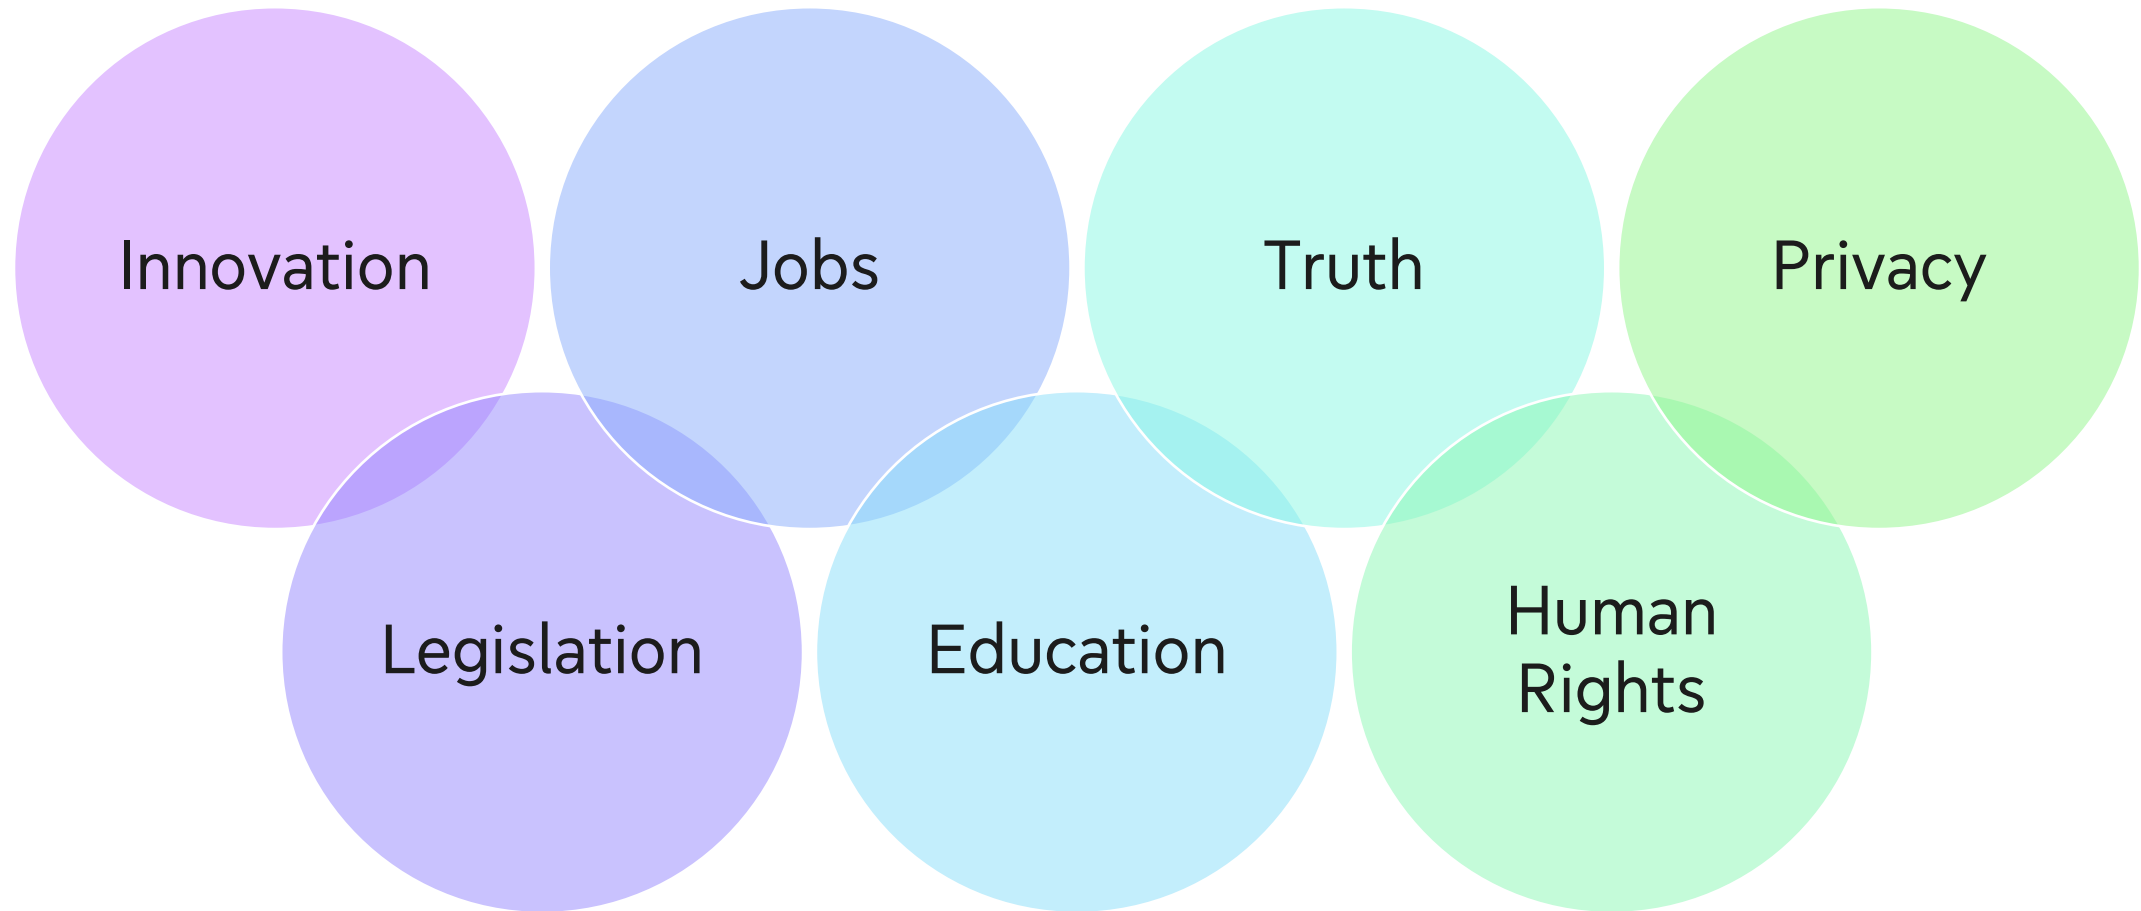 Innovation
Jobs
Truth
Privacy
Legislation
Education
Human
Rights